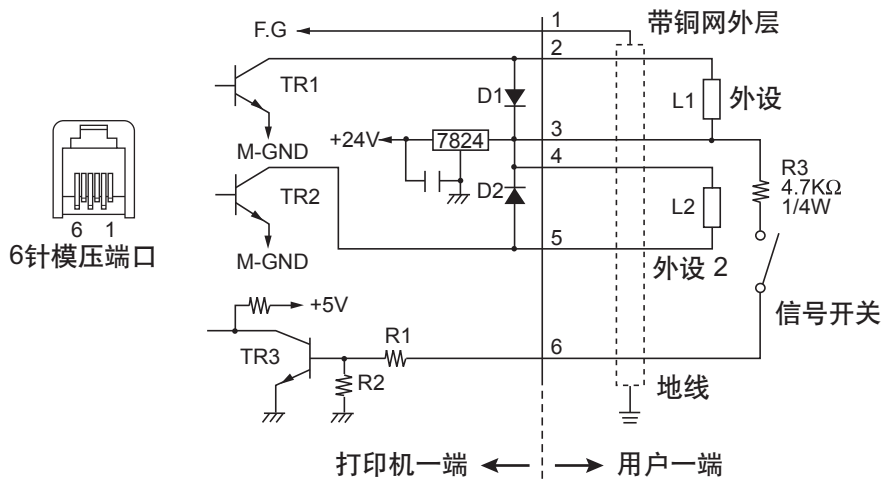 F.G
1
带铜网外层
2
TR1
D1
L1 外设
+24V
7824
3
M-GND
4
R3
4.7KΩ
1/4W
TR2
D2
L2
6 1
6针模压端口
M-GND
5
外设 2
+5V
信号开关
TR3
R1
6
R2
地线
打印机一端
用户一端